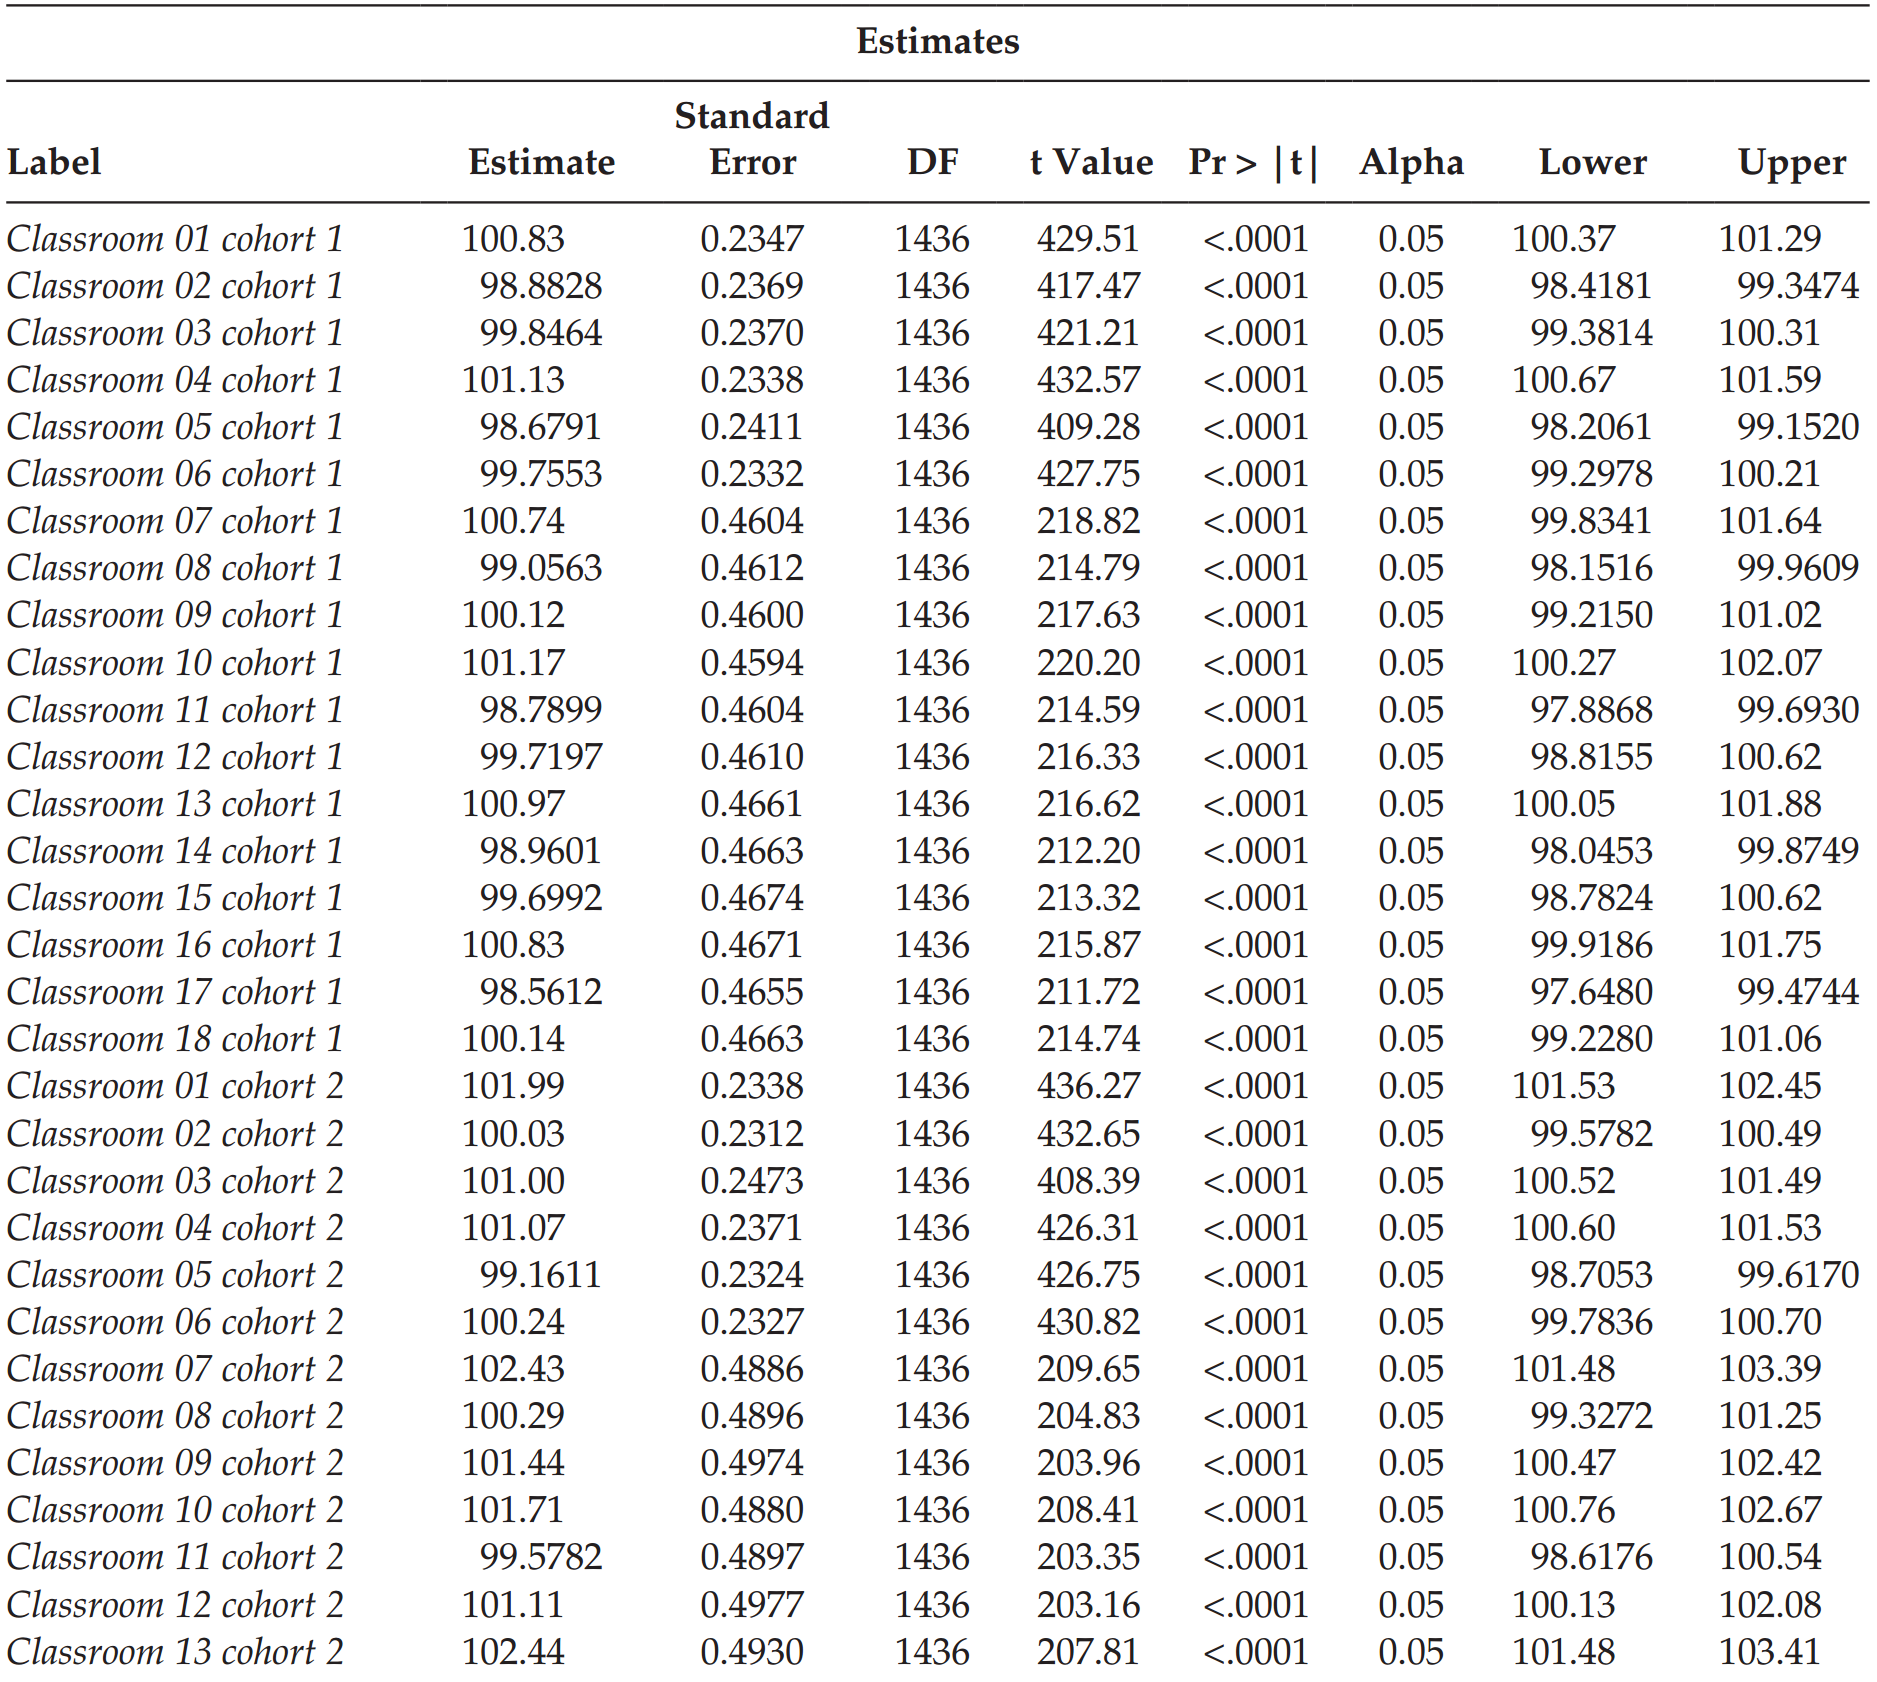 Estimates
Standard
Label Estimate Error DF t Value Pr > |t| Alpha Lower Upper
Classroom 01 cohort 1 100.83 0.2347 1436 429.51 <.0001 0.05 100.37 101.29
Classroom 02 cohort 1 98.8828 0.2369 1436 417.47 <.0001 0.05 98.4181 99.3474
Classroom 03 cohort 1 99.8464 0.2370 1436 421.21 <.0001 0.05 99.3814 100.31
Classroom 04 cohort 1 101.13 0.2338 1436 432.57 <.0001 0.05 100.67 101.59
Classroom 05 cohort 1 98.6791 0.2411 1436 409.28 <.0001 0.05 98.2061 99.1520
Classroom 06 cohort 1 99.7553 0.2332 1436 427.75 <.0001 0.05 99.2978 100.21
Classroom 07 cohort 1 100.74 0.4604 1436 218.82 <.0001 0.05 99.8341 101.64
Classroom 08 cohort 1 99.0563 0.4612 1436 214.79 <.0001 0.05 98.1516 99.9609
Classroom 09 cohort 1 100.12 0.4600 1436 217.63 <.0001 0.05 99.2150 101.02
Classroom 10 cohort 1 101.17 0.4594 1436 220.20 <.0001 0.05 100.27 102.07
Classroom 11 cohort 1 98.7899 0.4604 1436 214.59 <.0001 0.05 97.8868 99.6930
Classroom 12 cohort 1 99.7197 0.4610 1436 216.33 <.0001 0.05 98.8155 100.62
Classroom 13 cohort 1 100.97 0.4661 1436 216.62 <.0001 0.05 100.05 101.88
Classroom 14 cohort 1 98.9601 0.4663 1436 212.20 <.0001 0.05 98.0453 99.8749
Classroom 15 cohort 1 99.6992 0.4674 1436 213.32 <.0001 0.05 98.7824 100.62
Classroom 16 cohort 1 100.83 0.4671 1436 215.87 <.0001 0.05 99.9186 101.75
Classroom 17 cohort 1 98.5612 0.4655 1436 211.72 <.0001 0.05 97.6480 99.4744
Classroom 18 cohort 1 100.14 0.4663 1436 214.74 <.0001 0.05 99.2280 101.06
Classroom 01 cohort 2 101.99 0.2338 1436 436.27 <.0001 0.05 101.53 102.45
Classroom 02 cohort 2 100.03 0.2312 1436 432.65 <.0001 0.05 99.5782 100.49
Classroom 03 cohort 2 101.00 0.2473 1436 408.39 <.0001 0.05 100.52 101.49
Classroom 04 cohort 2 101.07 0.2371 1436 426.31 <.0001 0.05 100.60 101.53
Classroom 05 cohort 2 99.1611 0.2324 1436 426.75 <.0001 0.05 98.7053 99.6170
Classroom 06 cohort 2 100.24 0.2327 1436 430.82 <.0001 0.05 99.7836 100.70
Classroom 07 cohort 2 102.43 0.4886 1436 209.65 <.0001 0.05 101.48 103.39
Classroom 08 cohort 2 100.29 0.4896 1436 204.83 <.0001 0.05 99.3272 101.25
Classroom 09 cohort 2 101.44 0.4974 1436 203.96 <.0001 0.05 100.47 102.42
Classroom 10 cohort 2 101.71 0.4880 1436 208.41 <.0001 0.05 100.76 102.67
Classroom 11 cohort 2 99.5782 0.4897 1436 203.35 <.0001 0.05 98.6176 100.54
Classroom 12 cohort 2 101.11 0.4977 1436 203.16 <.0001 0.05 100.13 102.08
Classroom 13 cohort 2 102.44 0.4930 1436 207.81 <.0001 0.05 101.48 103.41